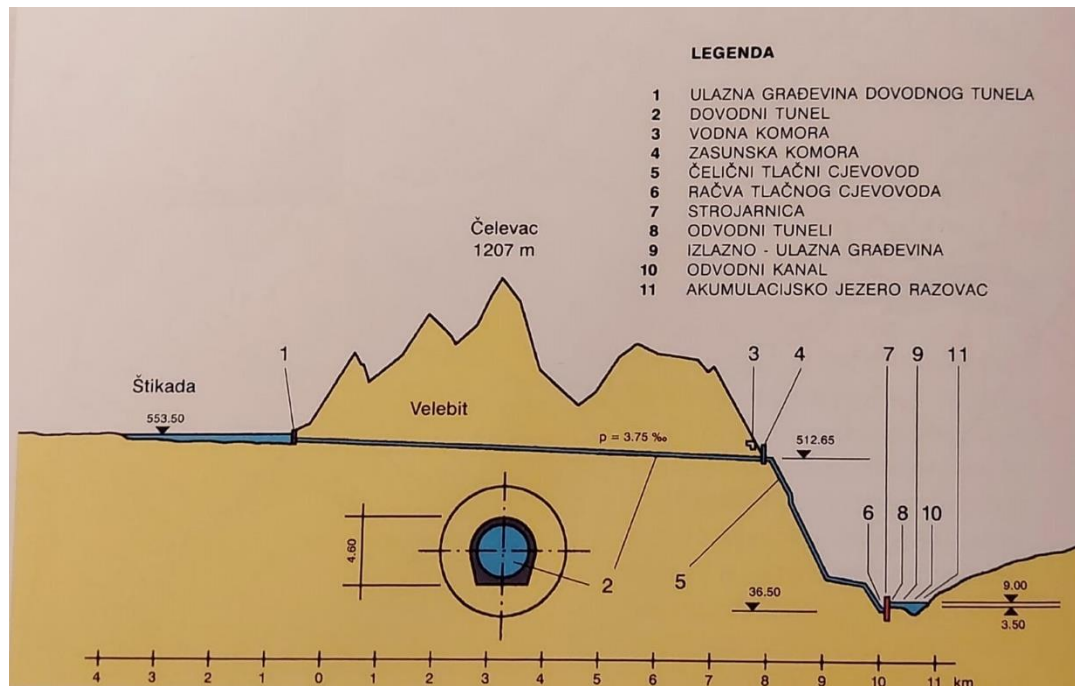 LEGENDA
1 ULAZNA GRAĐEVINA DOVODNOG TUNELA
2 DOVODNI TUNEL
3 VODNA KOMORA
4 ZASUNSKA KOMORA
5 ČELIČNI TLAČNI CJEVOVOD
6 RAČVA TLAČNOG CJEVOVODA
7 STROJARNICA
8 ODVODNI TUNELI
9 IZLAZNO - ULAZNA GRAĐEVINA
10 ODVODNI KANAL
11 AKUMULACIJSKO JEZERO RAZOVAC
Čelevac
1207 m
1
3 4 7 9 11
Štikada
553.50
Velebit
p = 3.75 ‰
512.65
6 8 10
4.60
2
5
36.50
9.00
3.50
4 3 2 1 0 1 2 3 4 5 6 7 8 9 10 11 km